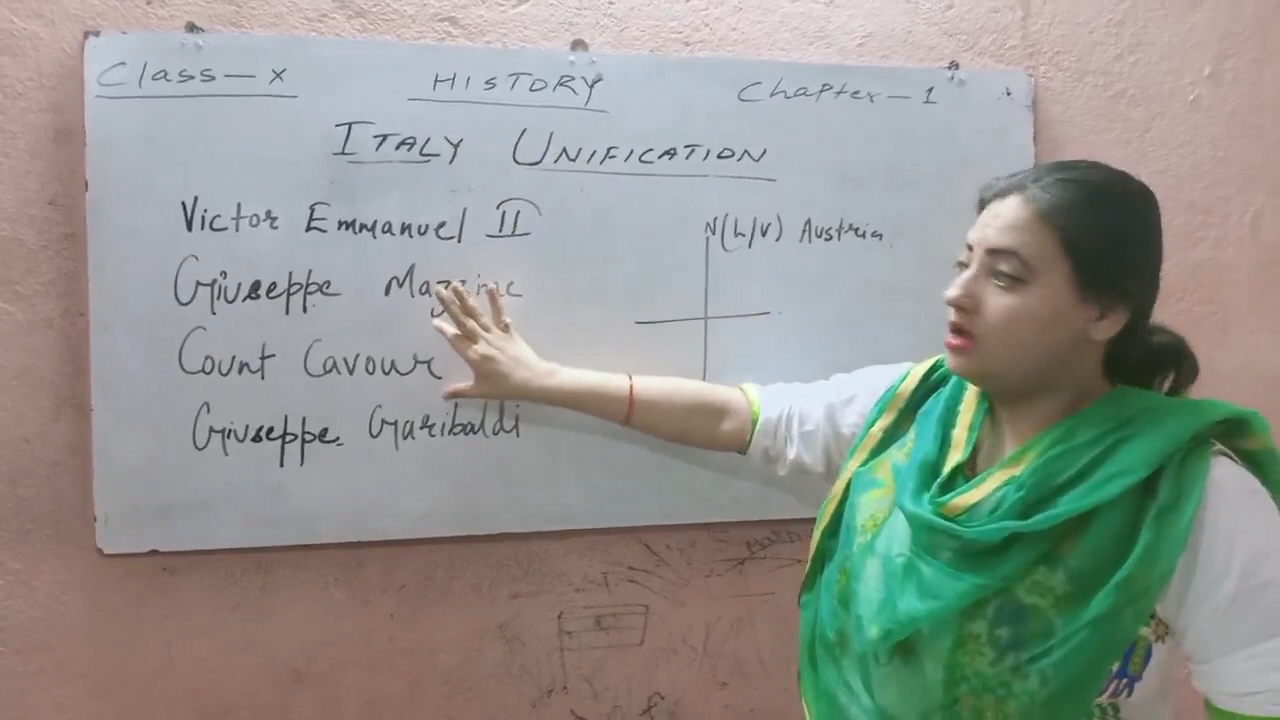 Class-X HISTORY Chapter-1
ITALY UNIFICATION
Victor Emmanuel II
Giuseppe
Count Cavour
Giuseppe Garibaldi
N(L/V) Austria